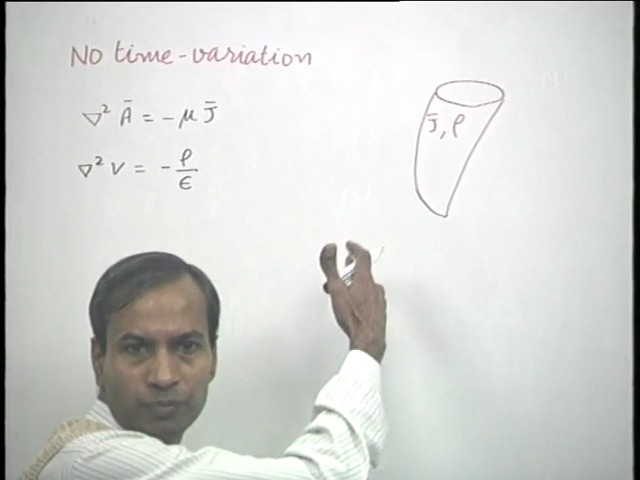 No time-variation
∇² Ā = -μ J̄
∇² V = -ρ/ϵ
J̄, ρ